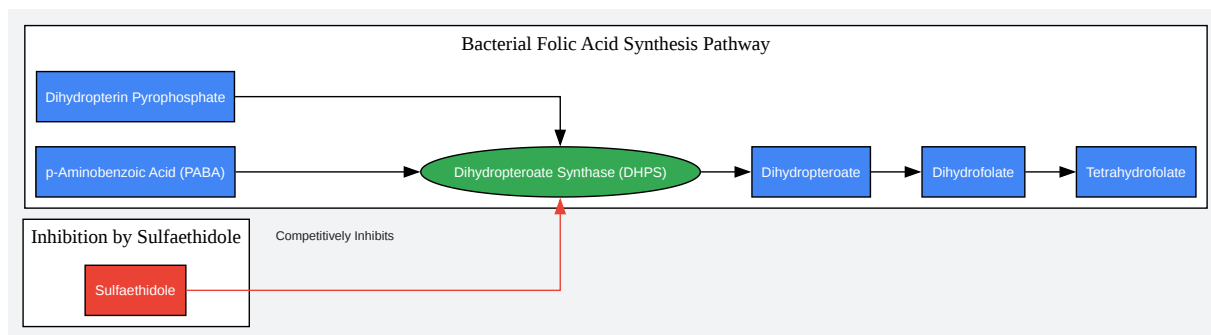 Bacterial Folic Acid Synthesis Pathway
Dihydropterin Pyrophosphate
p-Aminobenzoic Acid (PABA)
Dihydropteroate Synthase (DHPS)
Dihydropteroate
Dihydrofolate
Tetrahydrofolate
Inhibition by Sulfaethidole
Competitively Inhibits
Sulfaethidole